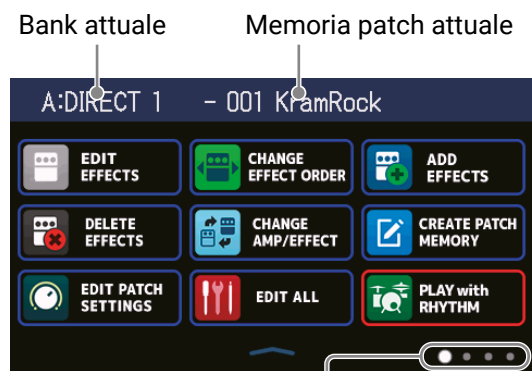 Bank attuale Memoria patch attuale
A:DIRECT 1 - 001 KramRock
EDIT EFFECTS
CHANGE EFFECT ORDER
ADD EFFECTS
DELETE EFFECTS
CHANGE AMP/EFFECT
CREATE PATCH MEMORY
EDIT PATCH SETTINGS
EDIT ALL
PLAY with RHYTHM